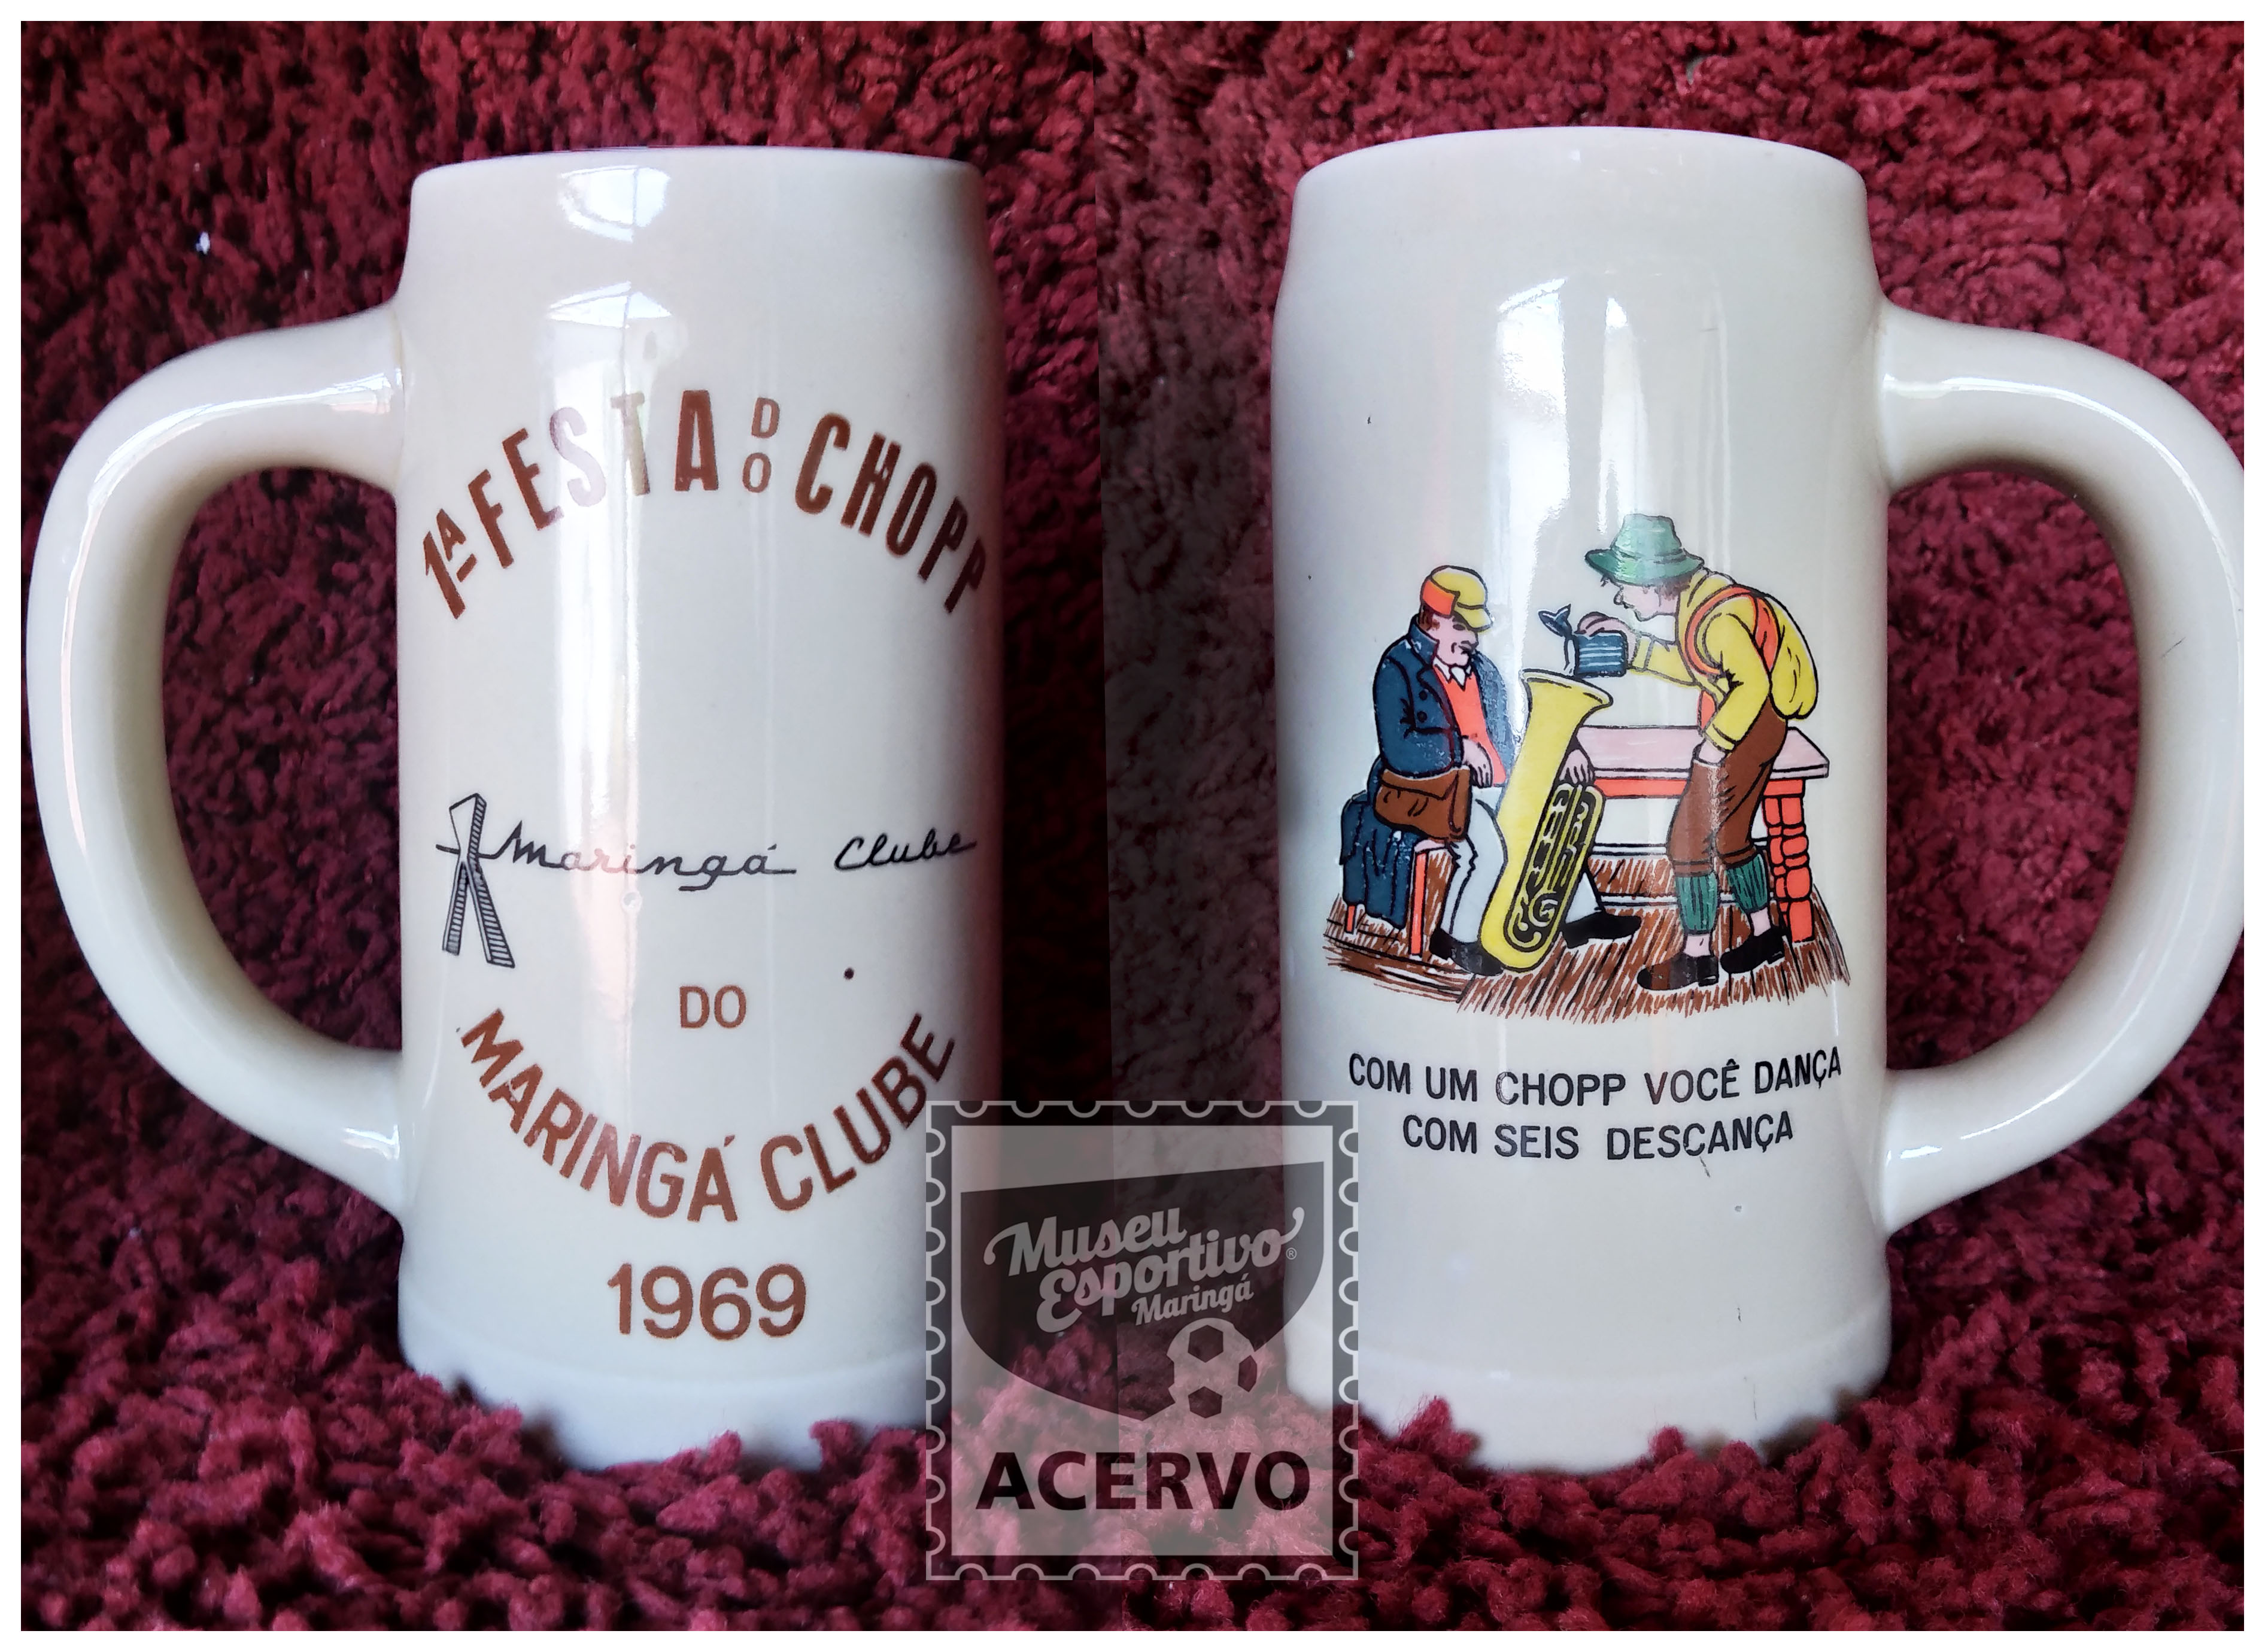 1ª FESTA DO CHOPP
Maringá Clube
DO
MARINGÁ CLUBE
1969
COM UM CHOPP VOCÊ DANÇA
COM SEIS DESCANÇA
Museu
Esportivo®
Maringá
ACERVO